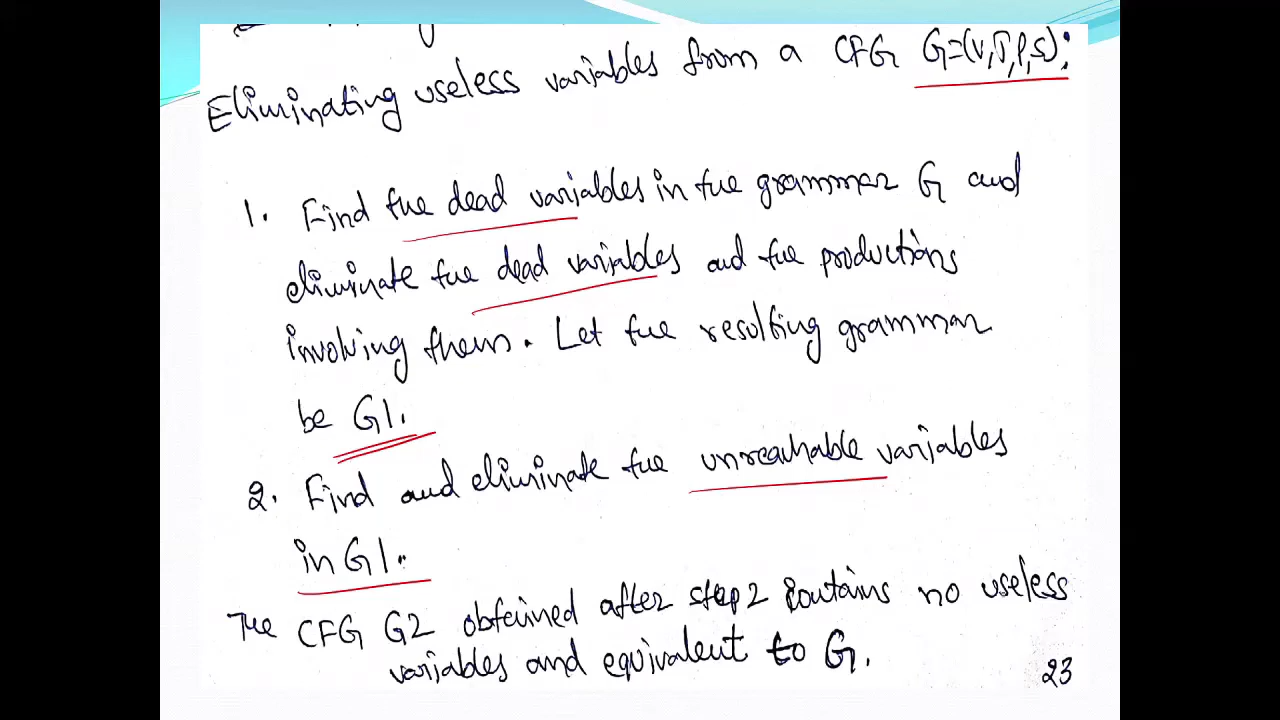 Eliminating useless variables from a CFG G=(V,T,P,S):
1. Find the dead variables in the grammar G and
eliminate the dead variables and the productions
involving them. Let the resulting grammar
be G1.
2. Find and eliminate the unreachable variables
in G1.
The CFG G2 obtained after step 2 contains no useless
variables and equivalent to G.
23